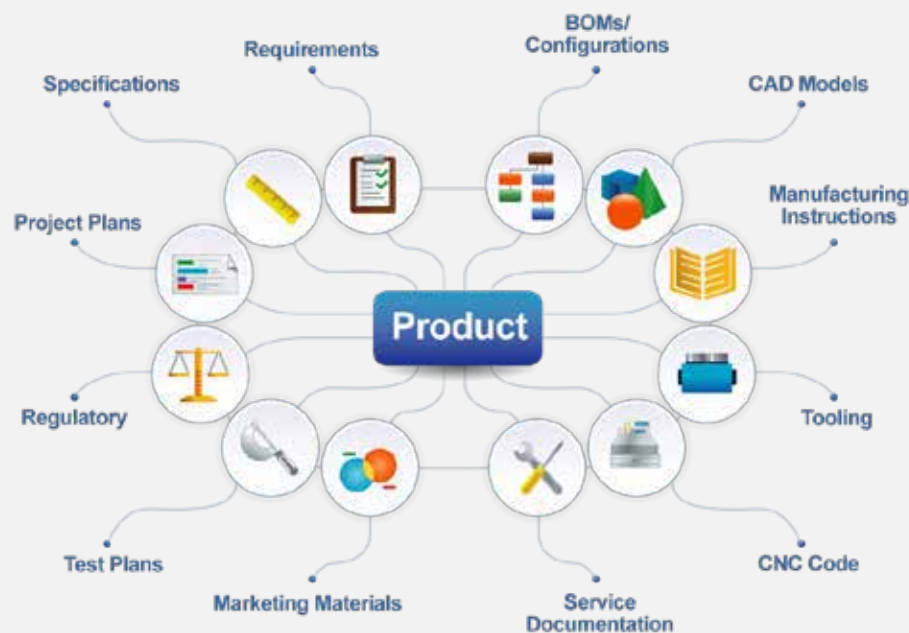 BOMs/
Configurations
Requirements
Specifications
CAD Models
Manufacturing
Instructions
Project Plans
Product
Regulatory
Tooling
Test Plans
CNC Code
Marketing Materials
Service
Documentation